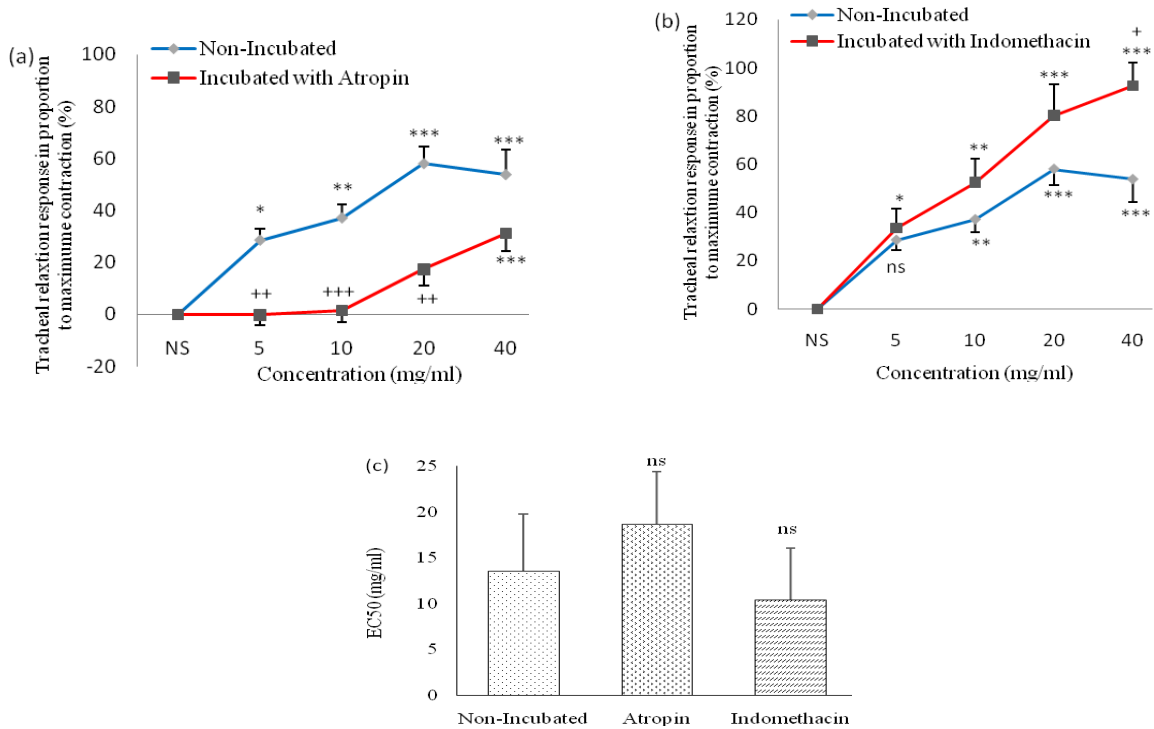 (a)
Tracheal relaxtion response in proportion
to maximume contraction (%)
100
80
60
40
20
0
-20
Non-Incubated
Incubated with Atropin
*
**
***
***
++
+++
++
***
NS
5
10
20
40
Concentration (mg/ml)
(b)
Tracheal relaxtion response in proportion
to maximume contraction (%)
120
100
80
60
40
20
0
Non-Incubated
Incubated with Indomethacin
*
**
***
+
***
ns
**
***
***
NS
5
10
20
40
Concentration (mg/ml)
(c)
EC50 (mg/ml)
25
20
15
10
5
0
ns
ns
Non-Incubated
Atropin
Indomethacin